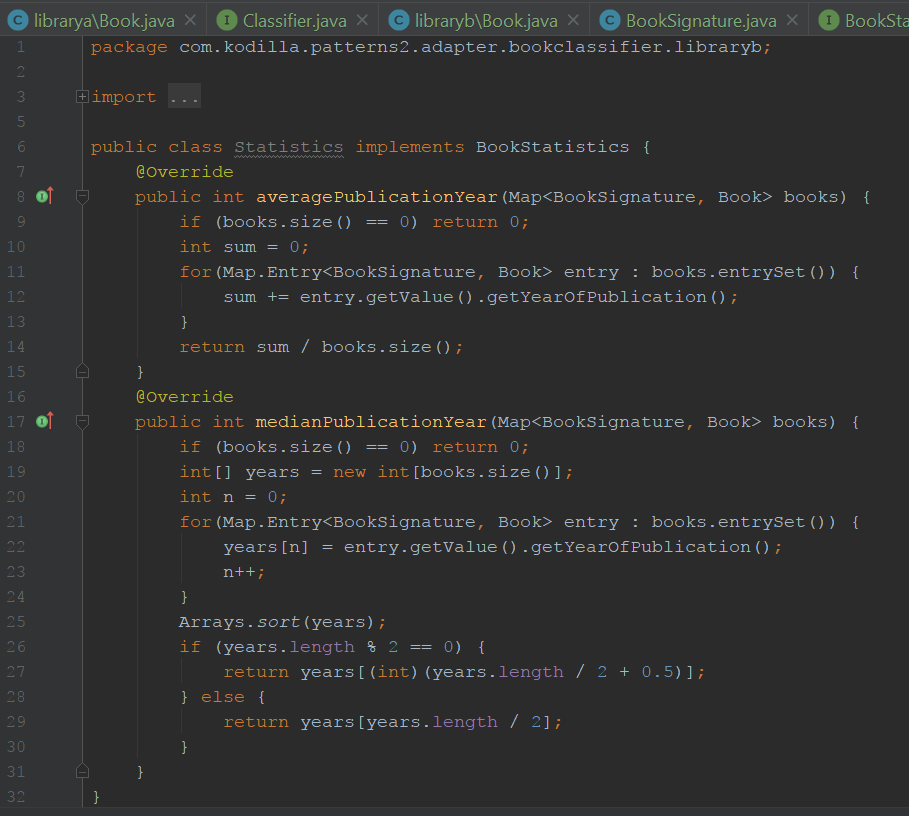 librarya\Book.java Classifier.java libraryb\Book.java BookSignature.java BookSta
1 package com.kodilla.patterns2.adapter.bookclassifier.libraryb;
2
3 import ...
5
6 public class Statistics implements BookStatistics {
7 @Override
8 public int averagePublicationYear(Map<BookSignature, Book> books) {
9 if (books.size() == 0) return 0;
10 int sum = 0;
11 for(Map.Entry<BookSignature, Book> entry : books.entrySet()) {
12 sum += entry.getValue().getYearOfPublication();
13 }
14 return sum / books.size();
15 }
16 @Override
17 public int medianPublicationYear(Map<BookSignature, Book> books) {
18 if (books.size() == 0) return 0;
19 int[] years = new int[books.size()];
20 int n = 0;
21 for(Map.Entry<BookSignature, Book> entry : books.entrySet()) {
22 years[n] = entry.getValue().getYearOfPublication();
23 n++;
24 }
25 Arrays.sort(years);
26 if (years.length % 2 == 0) {
27 return years[(int)(years.length / 2 + 0.5)];
28 } else {
29 return years[years.length / 2];
30 }
31 }
32 }